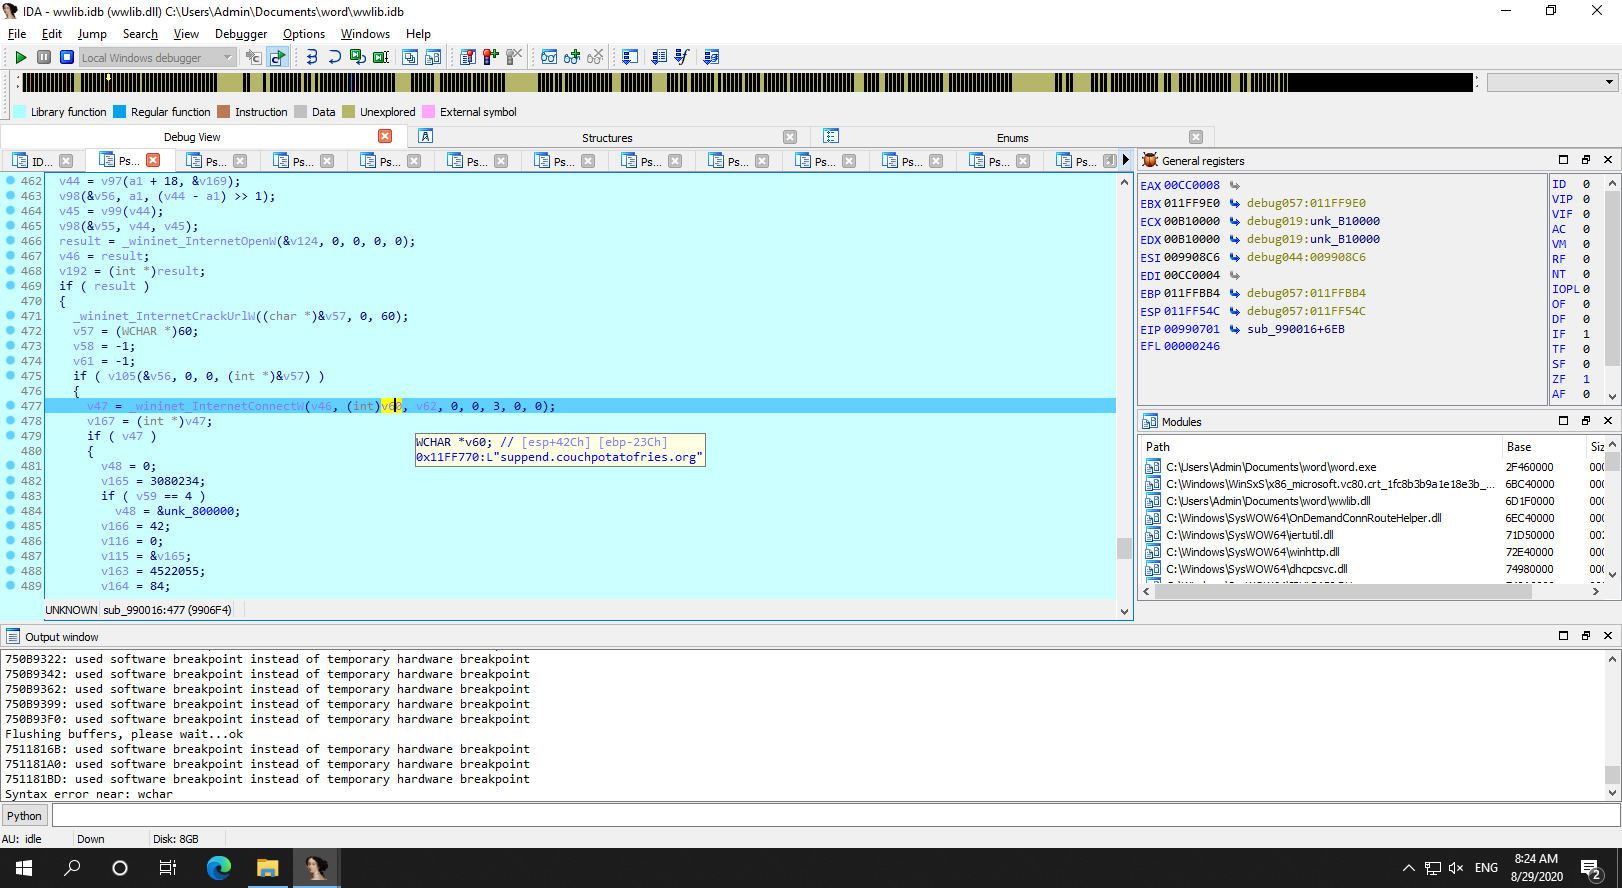 IDA - wwlib.idb (wwlib.dll) C:\Users\Admin\Documents\word\wwlib.idb
File Edit Jump Search View Debugger Options Windows Help
Local Windows debugger
Library function Regular function Instruction Data Unexplored External symbol
Debug View Structures Enums
ID... Ps... Ps... Ps... Ps... Ps... Ps... Ps... Ps... Ps... Ps... Ps... Ps...
462 v44 = v97(a1 + 18, &v169);
463 v98(&v56, a1, (v44 - a1) >> 1);
464 v45 = v99(v44);
465 v98(&v55, v44, v45);
466 result = _wininet_InternetOpenW(&v124, 0, 0, 0, 0);
467 v46 = result;
468 v192 = (int *)result;
469 if ( result )
470 {
471 _wininet_InternetCrackUrlW((char *)&v57, 0, 60);
472 v57 = (WCHAR *)60;
473 v58 = -1;
474 v61 = -1;
475 if ( v105(&v56, 0, 0, (int *)&v57) )
476 {
477 v47 = _wininet_InternetConnectW(v46, (int)v60, v62, 0, 0, 3, 0, 0);
478 v167 = (int *)v47;
479 if ( v47 )
480 {
481 v48 = 0;
482 v165 = 3080234;
483 if ( v59 == 4 )
484 v48 = &unk_800000;
485 v166 = 42;
486 v116 = 0;
487 v115 = &v165;
488 v163 = 4522055;
489 v164 = 84;
WCHAR *v60; // [esp+42Ch] [ebp-23Ch]
0x11FF770:L"suppend.couchpotatofries.org"
UNKNOWN sub_990016:477 (9906F4)
General registers
EAX 00CC0008
EBX 011FF9E0 debug057:011FF9E0
ECX 00B10000 debug019:unk_B10000
EDX 00B10000 debug019:unk_B10000
ESI 009908C6 debug044:009908C6
EDI 00CC0004
EBP 011FFBB4 debug057:011FFBB4
ESP 011FF54C debug057:011FF54C
EIP 00990701 sub_990016+6EB
EFL 00000246
ID 0
VIP 0
VIF 0
AC 0
VM 0
RF 0
NT 0
IOPL 0
OF 0
DF 0
IF 1
TF 0
SF 0
ZF 1
AF 0
Modules
Path Base Siz
C:\Users\Admin\Documents\word\word.exe 2F460000 000
C:\Windows\WinSxS\x86_microsoft.vc80.crt_1fc8b3b9a1e18e3b_... 6BC40000 000
C:\Users\Admin\Documents\word\wwlib.dll 6D1F0000 000
C:\Windows\SysWOW64\OnDemandConnRouteHelper.dll 6EC40000 000
C:\Windows\SysWOW64\iertutil.dll 71D50000 002
C:\Windows\SysWOW64\winhttp.dll 72E40000 000
C:\Windows\SysWOW64\dhcpcsvc.dll 74980000 000
Output window
750B9322: used software breakpoint instead of temporary hardware breakpoint
750B9342: used software breakpoint instead of temporary hardware breakpoint
750B9362: used software breakpoint instead of temporary hardware breakpoint
750B9399: used software breakpoint instead of temporary hardware breakpoint
750B93F0: used software breakpoint instead of temporary hardware breakpoint
Flushing buffers, please wait...ok
7511816B: used software breakpoint instead of temporary hardware breakpoint
751181A0: used software breakpoint instead of temporary hardware breakpoint
751181BD: used software breakpoint instead of temporary hardware breakpoint
Syntax error near: wchar
Python
AU: idle Down Disk: 8GB
ENG
8:24 AM
8/29/2020
2